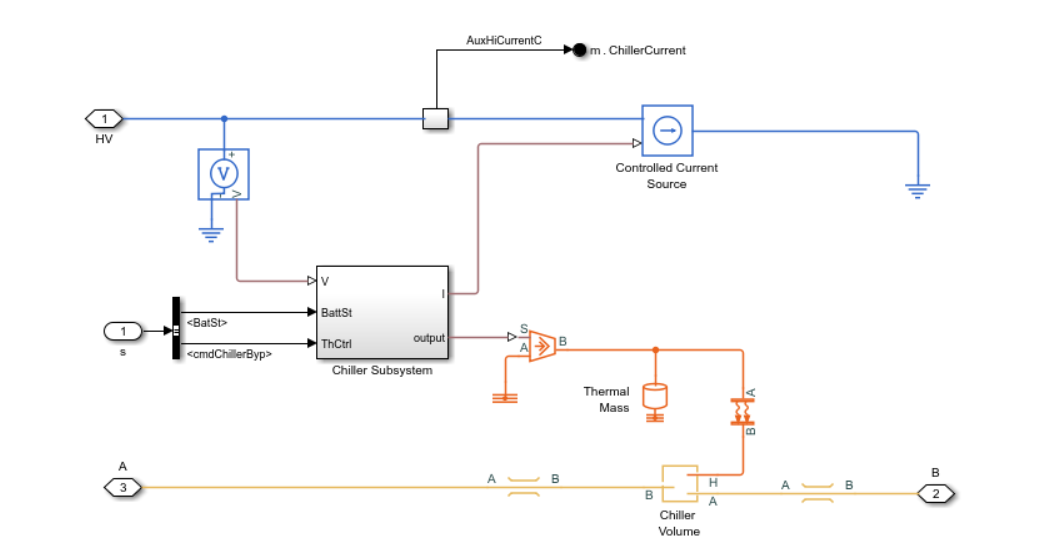 AuxHiCurrentC
m . ChillerCurrent
1
HV
+
V
-
V
Controlled Current
Source
V
BattSt
ThCtrl
I
output
Chiller Subsystem
1
s
<BatSt>
<cmdChillerByp>
S
A
B
Thermal
Mass
A
B
A
3
A
B
B
H
A
Chiller
Volume
A
B
B
2